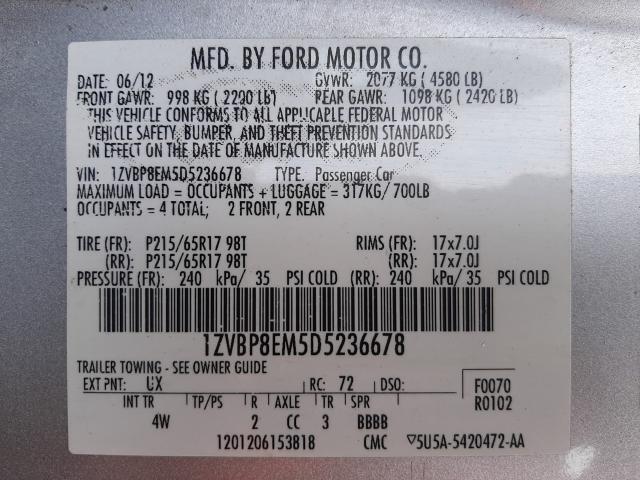 MFD. BY FORD MOTOR CO.
DATE: 06/12 GVWR: 2077 KG ( 4580 LB)
FRONT GAWR: 998 KG ( 2200 LB) REAR GAWR: 1098 KG ( 2420 LB)
THIS VEHICLE CONFORMS TO ALL APPLICABLE FEDERAL MOTOR
VEHICLE SAFETY, BUMPER, AND THEFT PREVENTION STANDARDS
IN EFFECT ON THE DATE OF MANUFACTURE SHOWN ABOVE.
VIN: 1ZVBP8EM5D5236678 TYPE: Passenger Car
MAXIMUM LOAD = OCCUPANTS + LUGGAGE = 317KG/ 700LB
OCCUPANTS = 4 TOTAL; 2 FRONT, 2 REAR
TIRE (FR): P215/65R17 98T RIMS (FR): 17x7.0J
(RR): P215/65R17 98T (RR): 17x7.0J
PRESSURE (FR): 240 kPa/ 35 PSI COLD (RR): 240 kPa/ 35 PSI COLD
1ZVBP8EM5D5236678
TRAILER TOWING - SEE OWNER GUIDE
EXT PNT: UX RC: 72 DSO: F0070
INT TR TP/PS R AXLE TR SPR R0102
4W 2 CC 3 BBBB
1201206153818 CMC ▽5U5A-5420472-AA